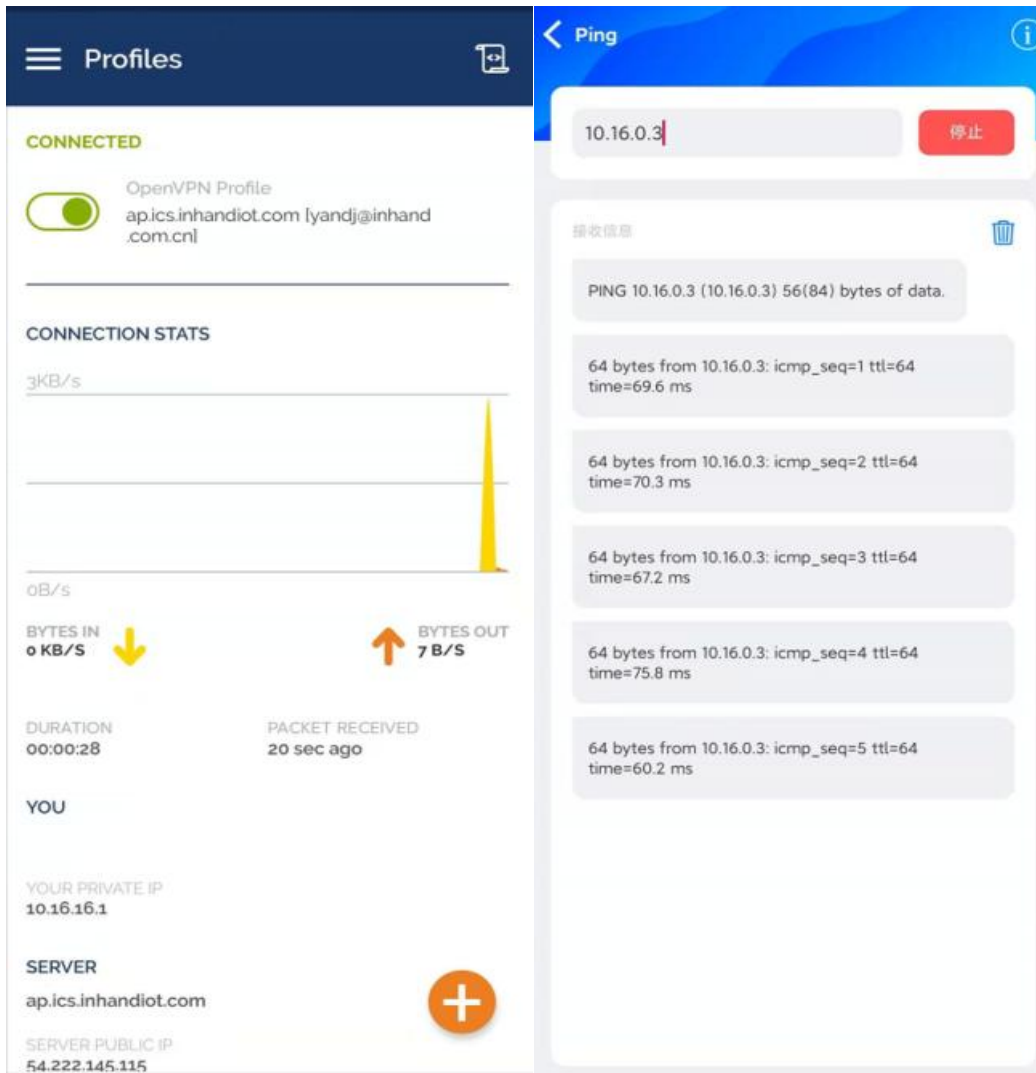 Profiles
CONNECTED
OpenVPN Profile
ap.ics.inhandiot.com [yandj@inhand
.com.cn]
CONNECTION STATS
3KB/s
0B/s
BYTES IN
0 KB/S
BYTES OUT
7 B/S
DURATION
00:00:28
PACKET RECEIVED
20 sec ago
YOU
YOUR PRIVATE IP
10.16.16.1
SERVER
ap.ics.inhandiot.com
SERVER PUBLIC IP
54.222.145.115
Ping
10.16.0.3
停止
接收信息
PING 10.16.0.3 (10.16.0.3) 56(84) bytes of data.
64 bytes from 10.16.0.3: icmp_seq=1 ttl=64
time=69.6 ms
64 bytes from 10.16.0.3: icmp_seq=2 ttl=64
time=70.3 ms
64 bytes from 10.16.0.3: icmp_seq=3 ttl=64
time=67.2 ms
64 bytes from 10.16.0.3: icmp_seq=4 ttl=64
time=75.8 ms
64 bytes from 10.16.0.3: icmp_seq=5 ttl=64
time=60.2 ms